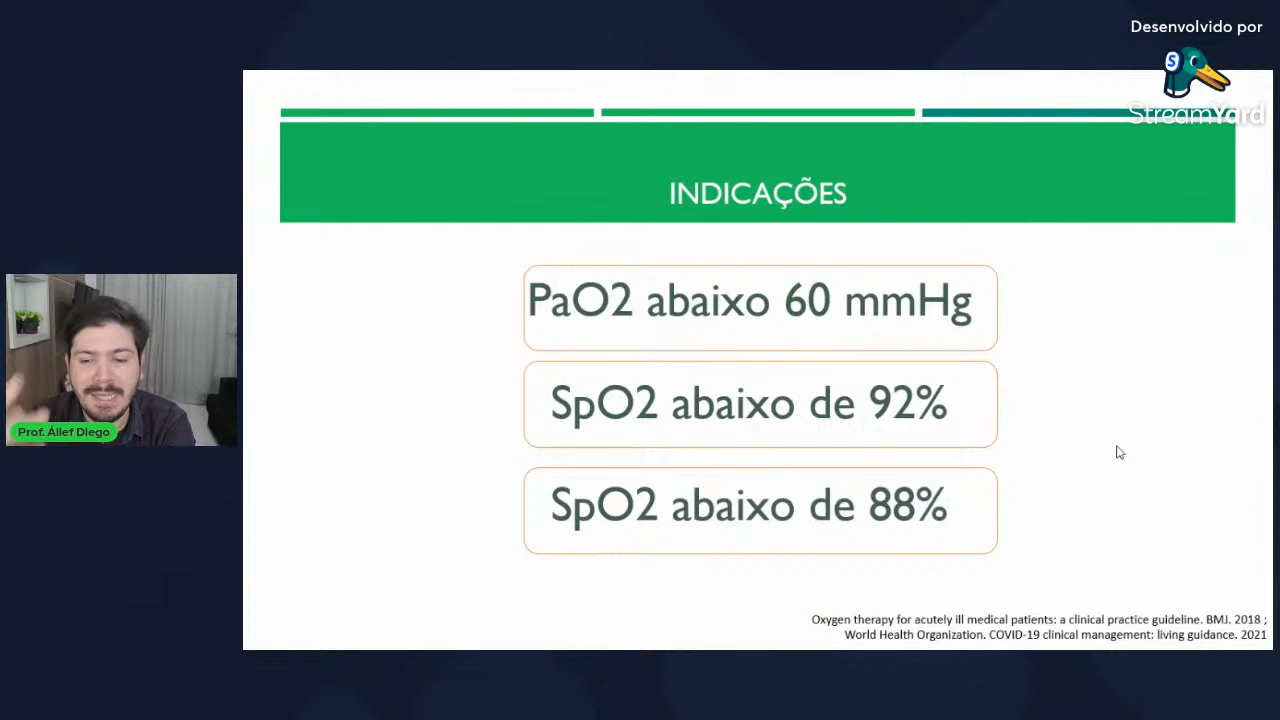 Desenvolvido por
StreamYard
INDICAÇÕES
PaO2 abaixo 60 mmHg
SpO2 abaixo de 92%
SpO2 abaixo de 88%
Prof. Állef Diego
Oxygen therapy for acutely ill medical patients: a clinical practice guideline. BMJ. 2018 ;
World Health Organization. COVID-19 clinical management: living guidance. 2021